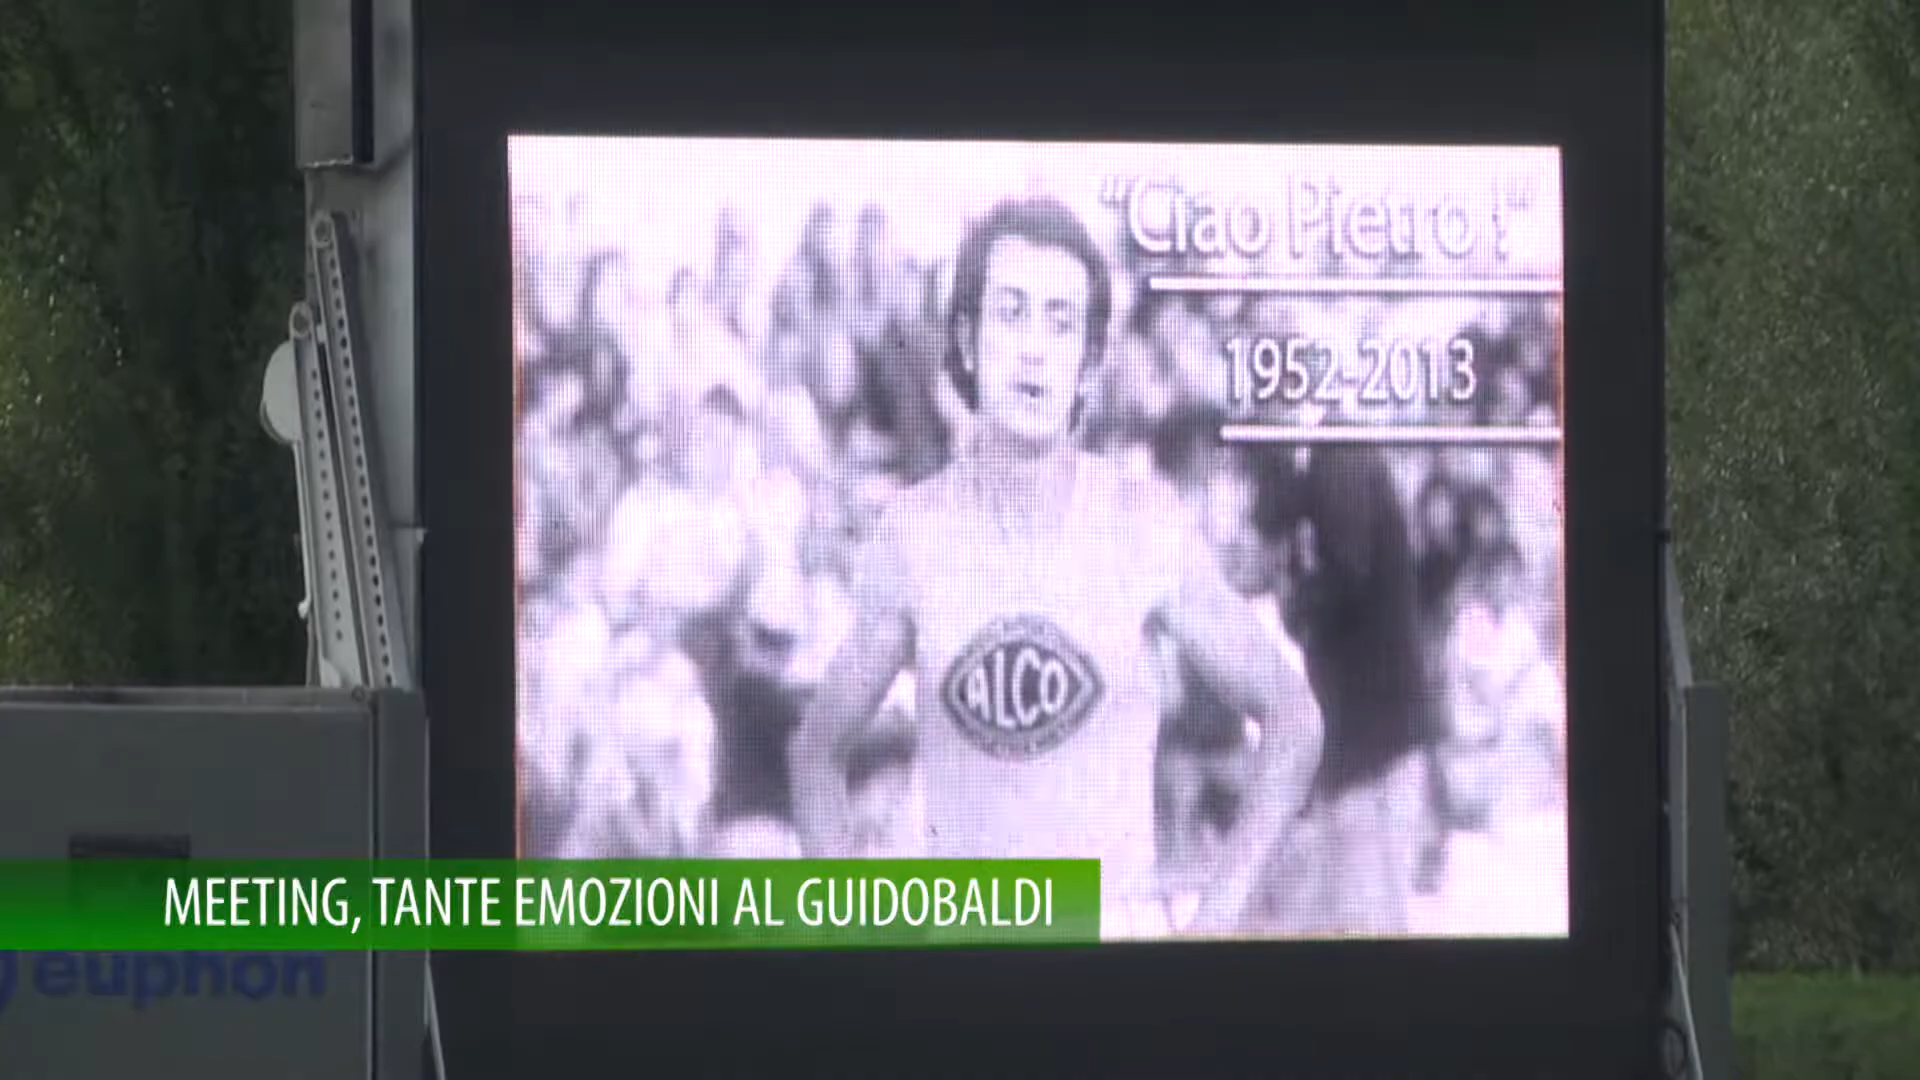 "Ciao Pietro!"
1952-2013
ALCO
MEETING, TANTE EMOZIONI AL GUIDOBALDI
euphon